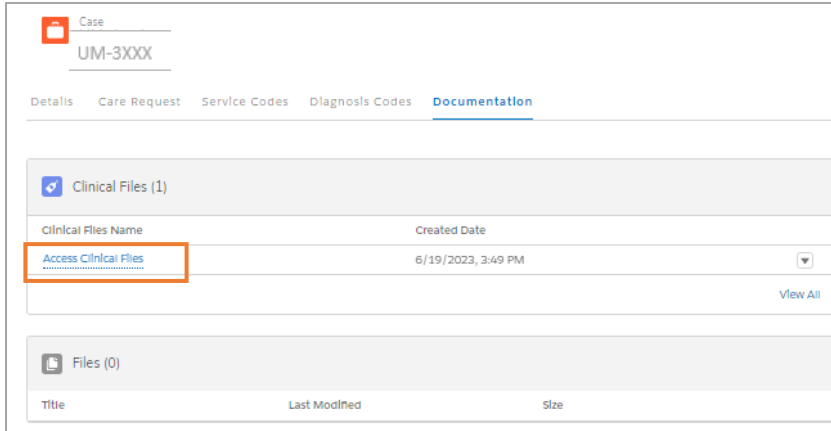 Case
UM-3XXX
Details Care Request Service Codes Diagnosis Codes Documentation
Clinical Files (1)
Clinical Files Name Created Date
Access Clinical Files 6/19/2023, 3:49 PM
View All
Files (0)
Title Last Modified Size